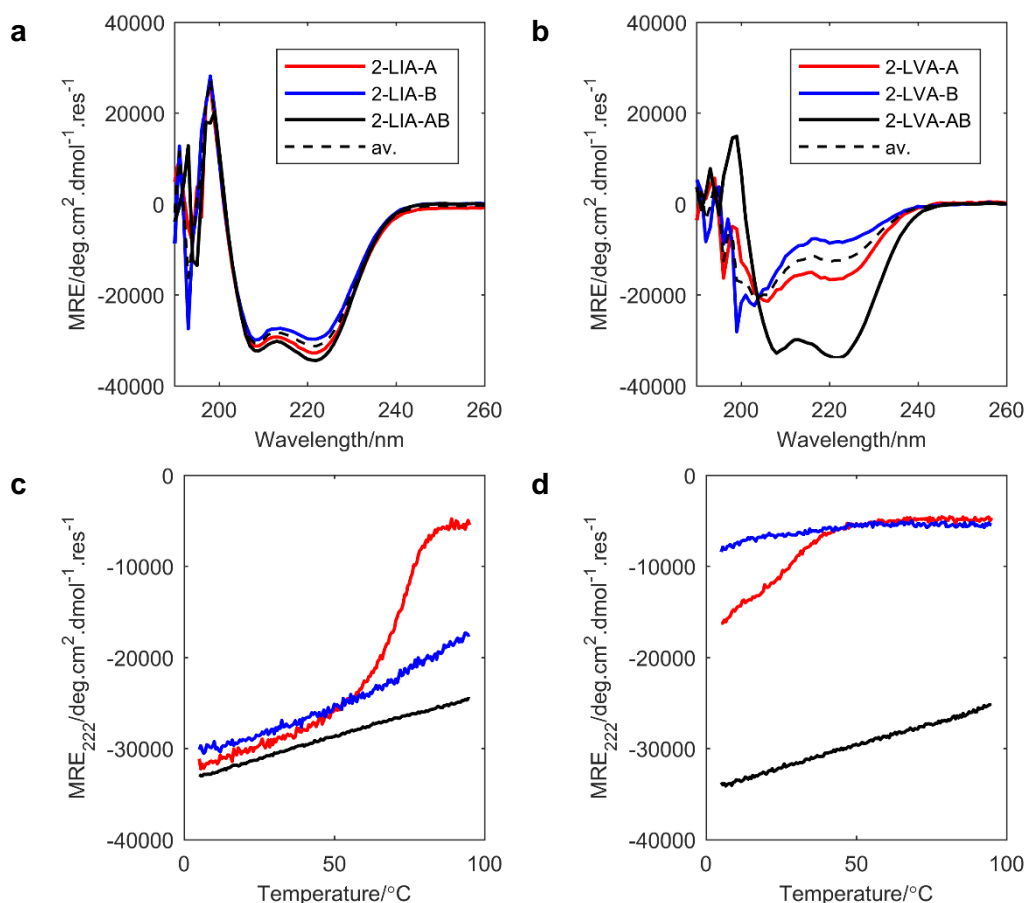 a
40000
20000
0
-20000
-40000
MRE/deg.cm².dmol⁻¹.res⁻¹
200
220
240
260
Wavelength/nm
2-LIA-A
2-LIA-B
2-LIA-AB
av.
b
40000
20000
0
-20000
-40000
MRE/deg.cm².dmol⁻¹.res⁻¹
200
220
240
260
Wavelength/nm
2-LVA-A
2-LVA-B
2-LVA-AB
av.
c
0
-10000
-20000
-30000
-40000
MRE₂₂₂/deg.cm².dmol⁻¹.res⁻¹
0
50
100
Temperature/°C
d
0
-10000
-20000
-30000
-40000
MRE₂₂₂/deg.cm².dmol⁻¹.res⁻¹
0
50
100
Temperature/°C